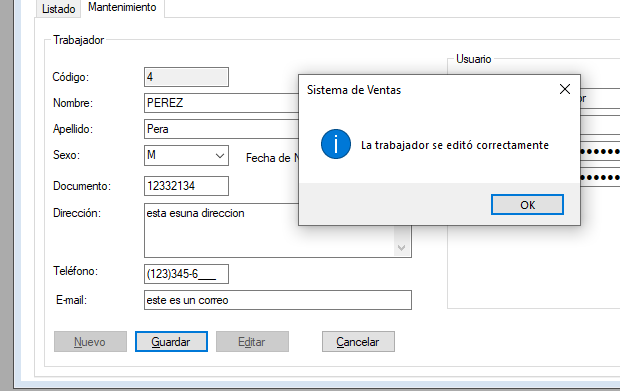 Listado
Mantenimiento
Trabajador
Código:
4
Nombre:
PEREZ
Apellido:
Pera
Sexo:
M
Fecha de
Documento:
12332134
Dirección:
esta esuna direccion
Teléfono:
(123)345-6___
E-mail:
este es un correo
Nuevo
Guardar
Editar
Cancelar
Usuario
or
Sistema de Ventas
La trabajador se editó correctamente
OK